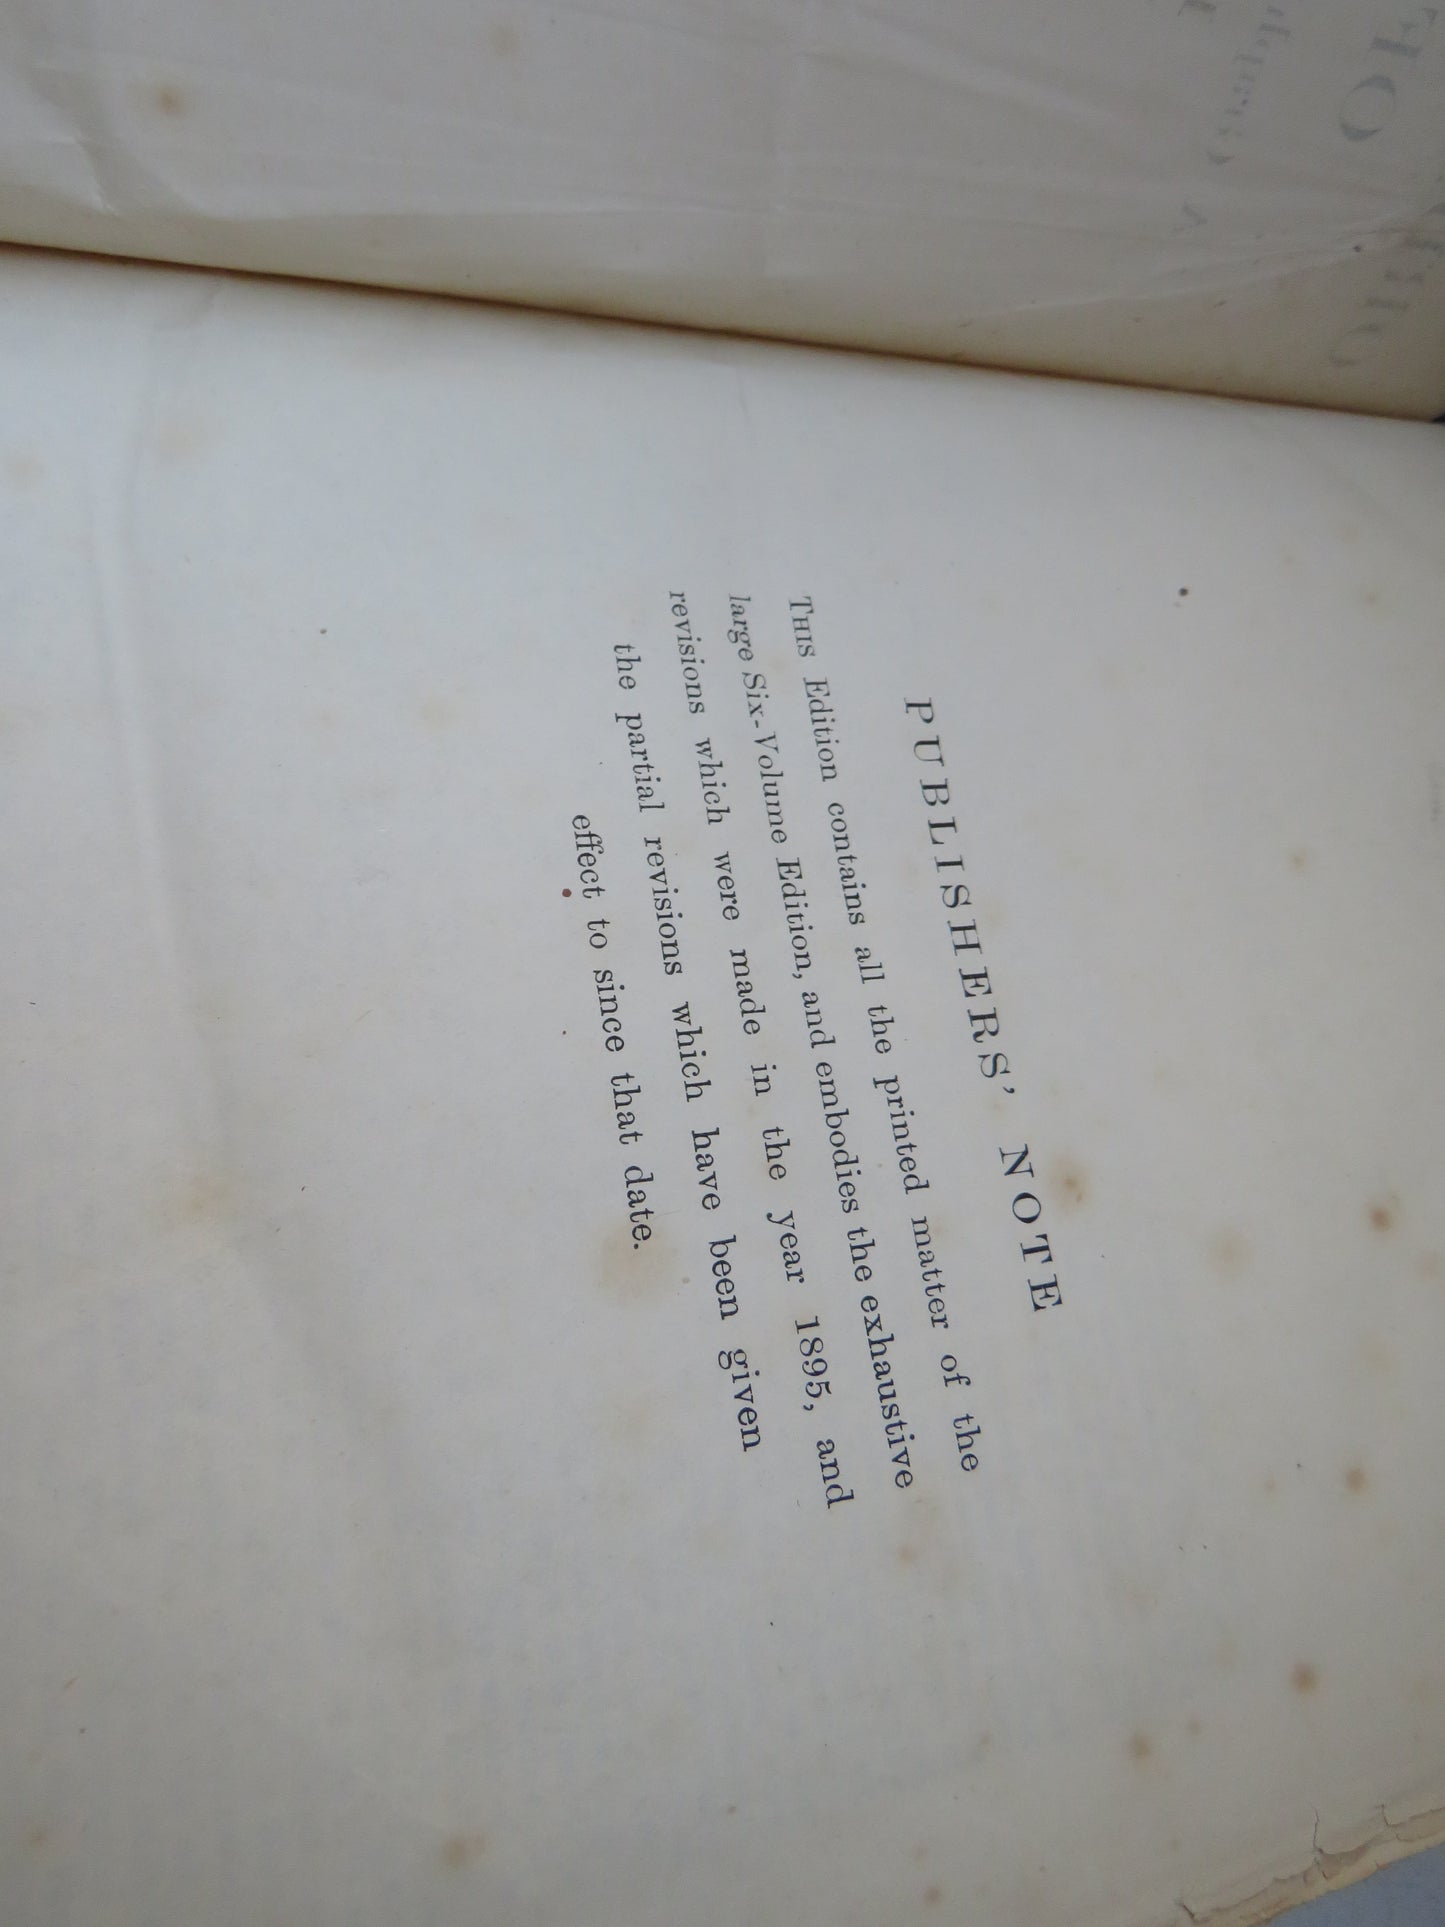 PUBLISHERS' NOTE
THIS Edition contains all the printed matter of the
large Six-Volume Edition, and embodies the exhaustive
revisions which were made in the year 1895, and
the partial revisions which have been given
effect to since that date.